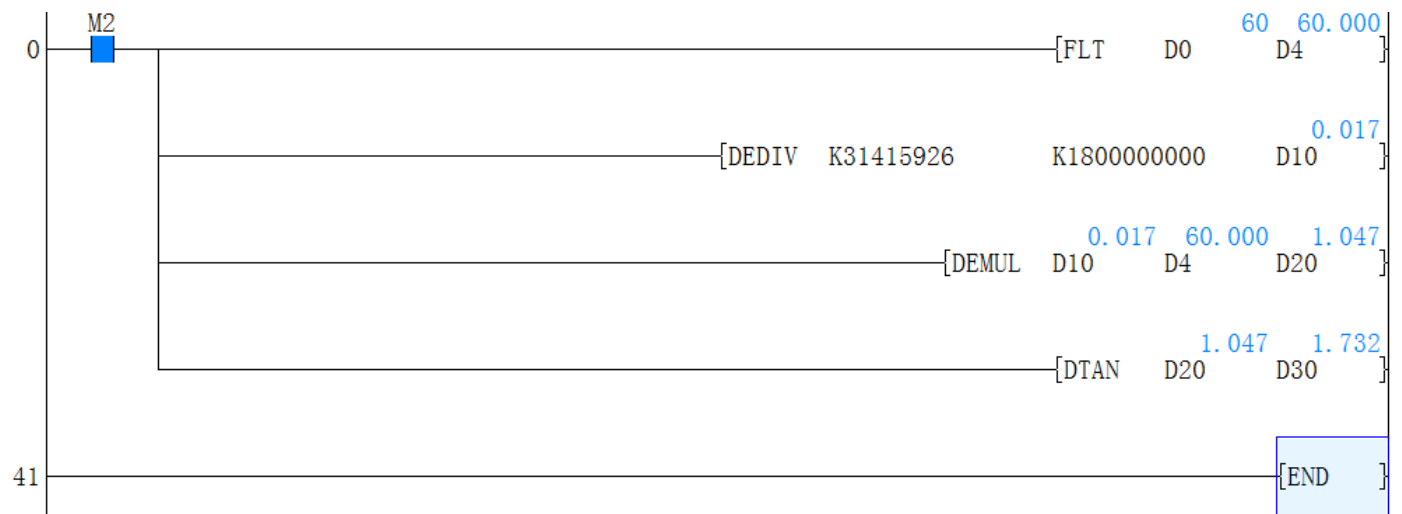 M2
60 60.000
0 [FLT D0 D4 ]
0.017
[DEDIV K31415926 K1800000000 D10 ]
0.017 60.000 1.047
[DEMUL D10 D4 D20 ]
1.047 1.732
[DTAN D20 D30 ]
41 [END ]